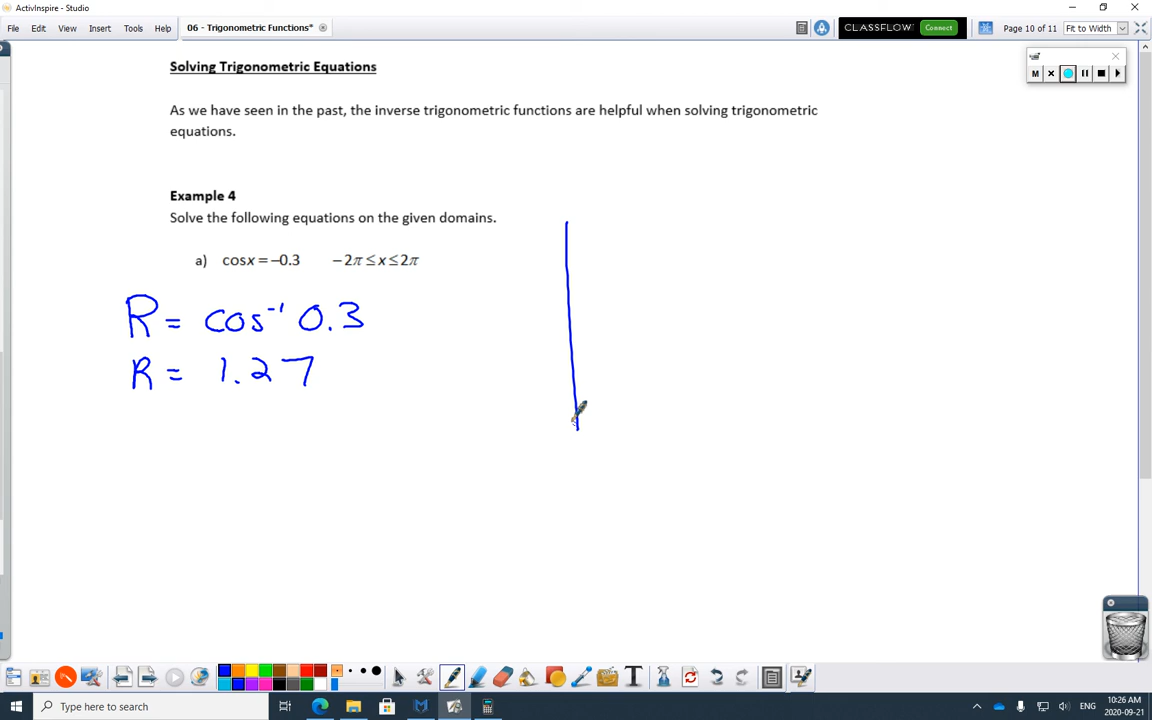 ActivInspire - Studio
File Edit View Insert Tools Help
06 - Trigonometric Functions*
CLASSFLOW Connect
Page 10 of 11 Fit to Width
M
Solving Trigonometric Equations
As we have seen in the past, the inverse trigonometric functions are helpful when solving trigonometric
equations.
Example 4
Solve the following equations on the given domains.
a) cosx=−0.3 −2π≤x≤2π
R= cos⁻¹ 0.3
R= 1.27
T
Type here to search
ENG
10:26 AM
2020-09-21